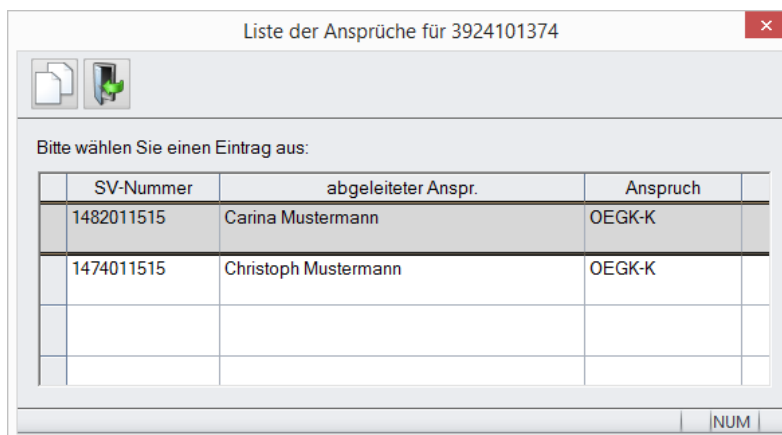 Liste der Ansprüche für 3924101374
Bitte wählen Sie einen Eintrag aus:
SV-Nummer abgeleiteter Anspr. Anspruch
1482011515 Carina Mustermann OEGK-K
1474011515 Christoph Mustermann OEGK-K
NUM